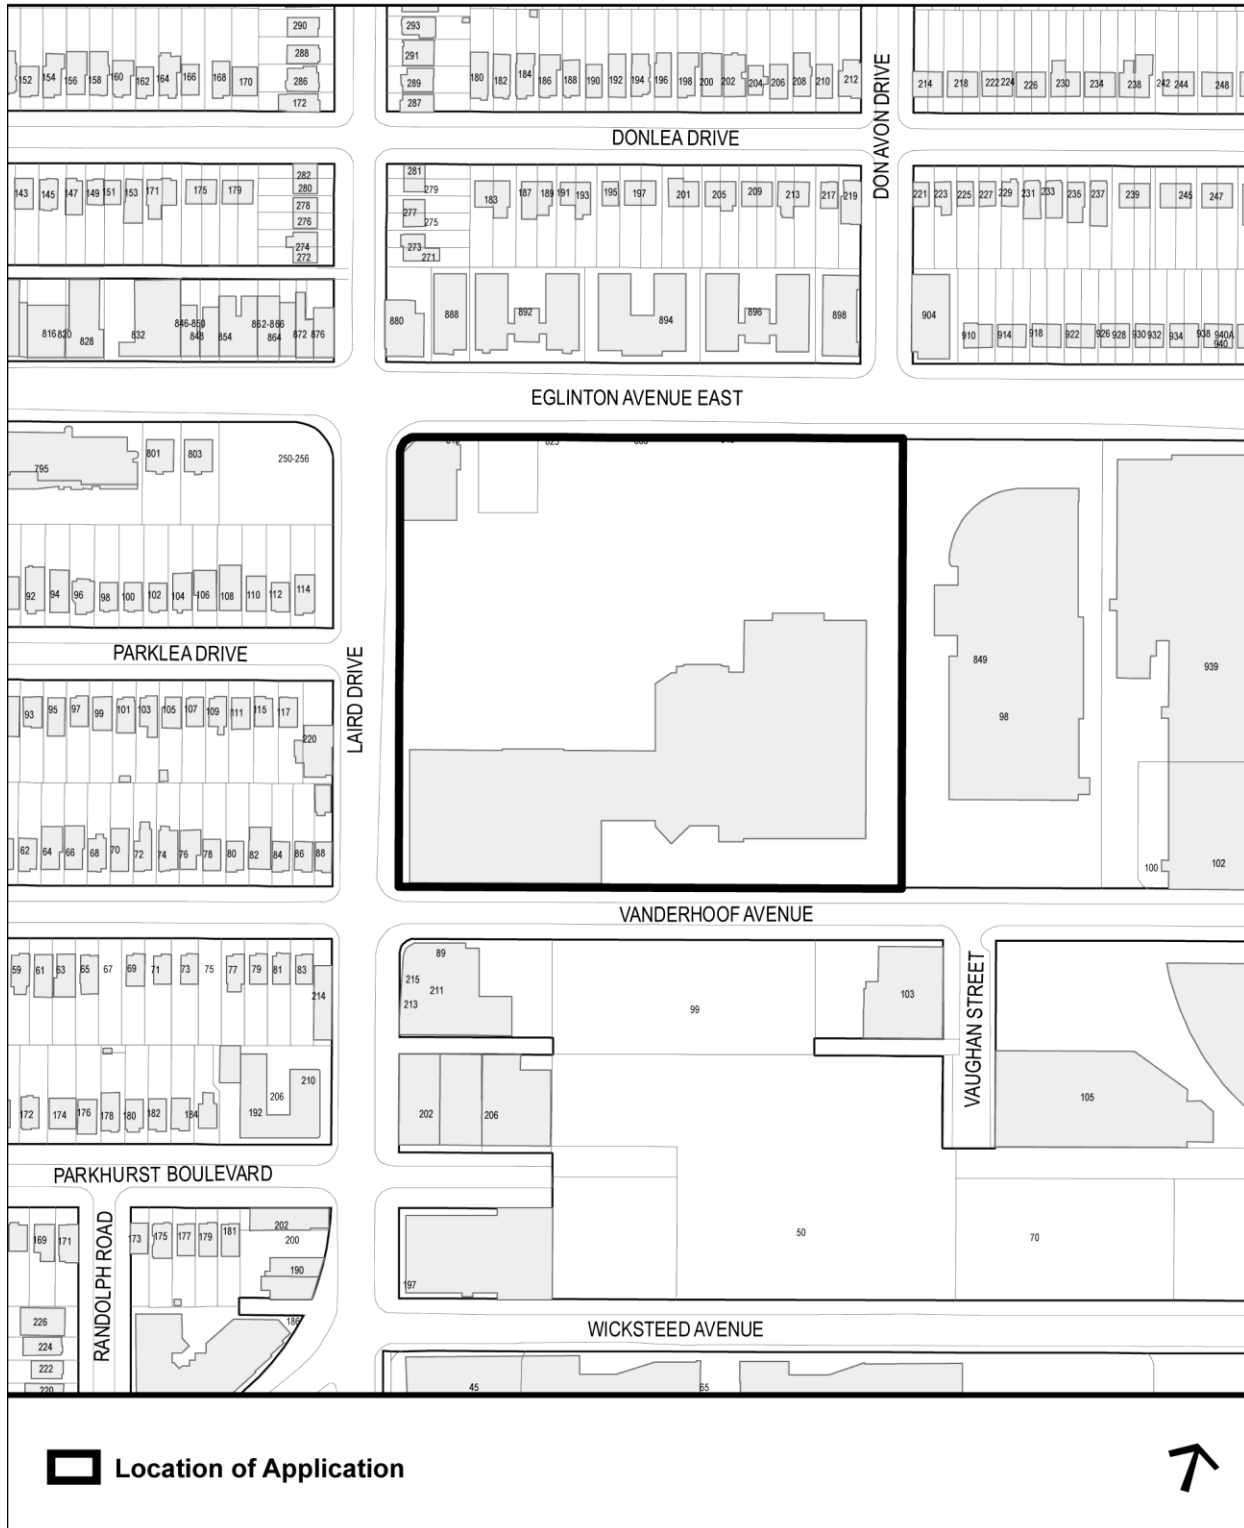 290
293
288
291
152 154 156 158 160 162 164 166 168 170
286
289
180 182 184 186 188 190 192 194 196 198 200 202 204 206 208 210 212
214 218 222 224 226 230 234 238 242 244 248
172
287
DON AVON DRIVE
DONLEA DRIVE
282
281
280
279
143 145 147 149 151 153 171 175 179
183 187 189 191 193 195 197 201 205 209 213 217 219
221 223 225 227 229 231 233 235 237 239 245 247
278
277
276
275
274
273
272
271
816 820 828 832 846-850 848 854 862-866 864 872 876
880 888 892 894 896 898
904 910 914 918 922 926 928 930 932 934 938 940A
940
EGLINTON AVENUE EAST
795 801 803 250-256
92 94 96 98 100 102 104 106 108 110 112 114
PARKLEA DRIVE
LAIRD DRIVE
849
939
98
93 95 97 99 101 103 105 107 109 111 115 117
220
62 64 66 68 70 72 74 76 78 80 82 84 86 88
100
102
VANDERHOOF AVENUE
59 61 63 65 67 69 71 73 75 77 79 81 83
214
89
215
211
213
99
103
VAUGHAN STREET
105
172 174 176 178 180 182 184
192
206
210
202
206
PARKHURST BOULEVARD
RANDOLPH ROAD
169 171
173 175 177 179 181
202
200
190
197
50
70
186
226
224
222
220
WICKSTEED AVENUE
45
65
Location of Application